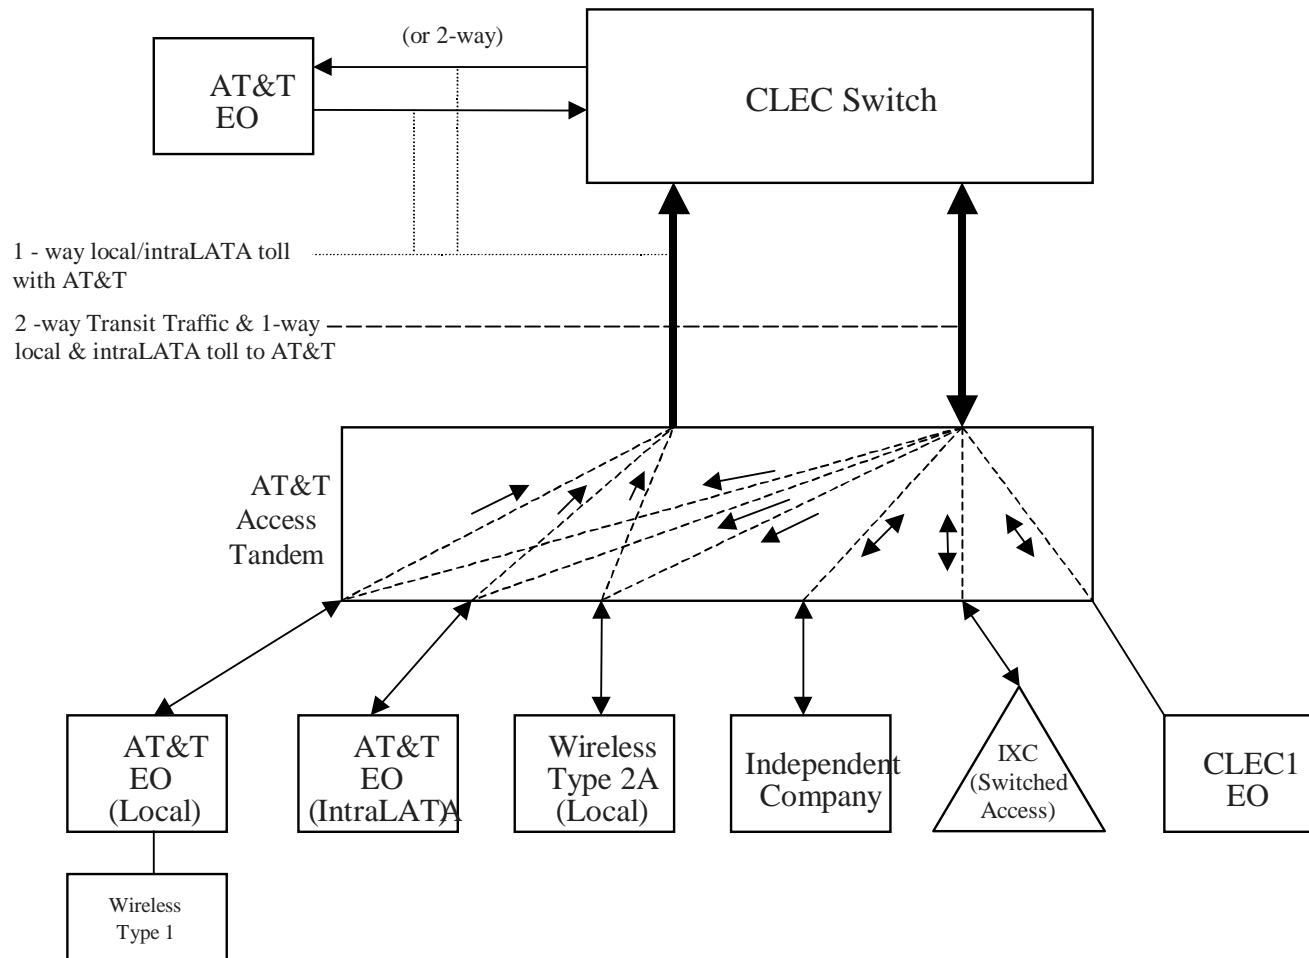 (or 2-way)
AT&T
EO
CLEC Switch
1 - way local/intraLATA toll
with AT&T
2 -way Transit Traffic & 1-way
local & intraLATA toll to AT&T
AT&T
Access
Tandem
AT&T
EO
(Local)
AT&T
EO
(IntraLAT)A
Wireless
Type 2A
(Local)
Independent
Company
IXC
(Switched
Access)
CLEC1
EO
Wireless
Type 1